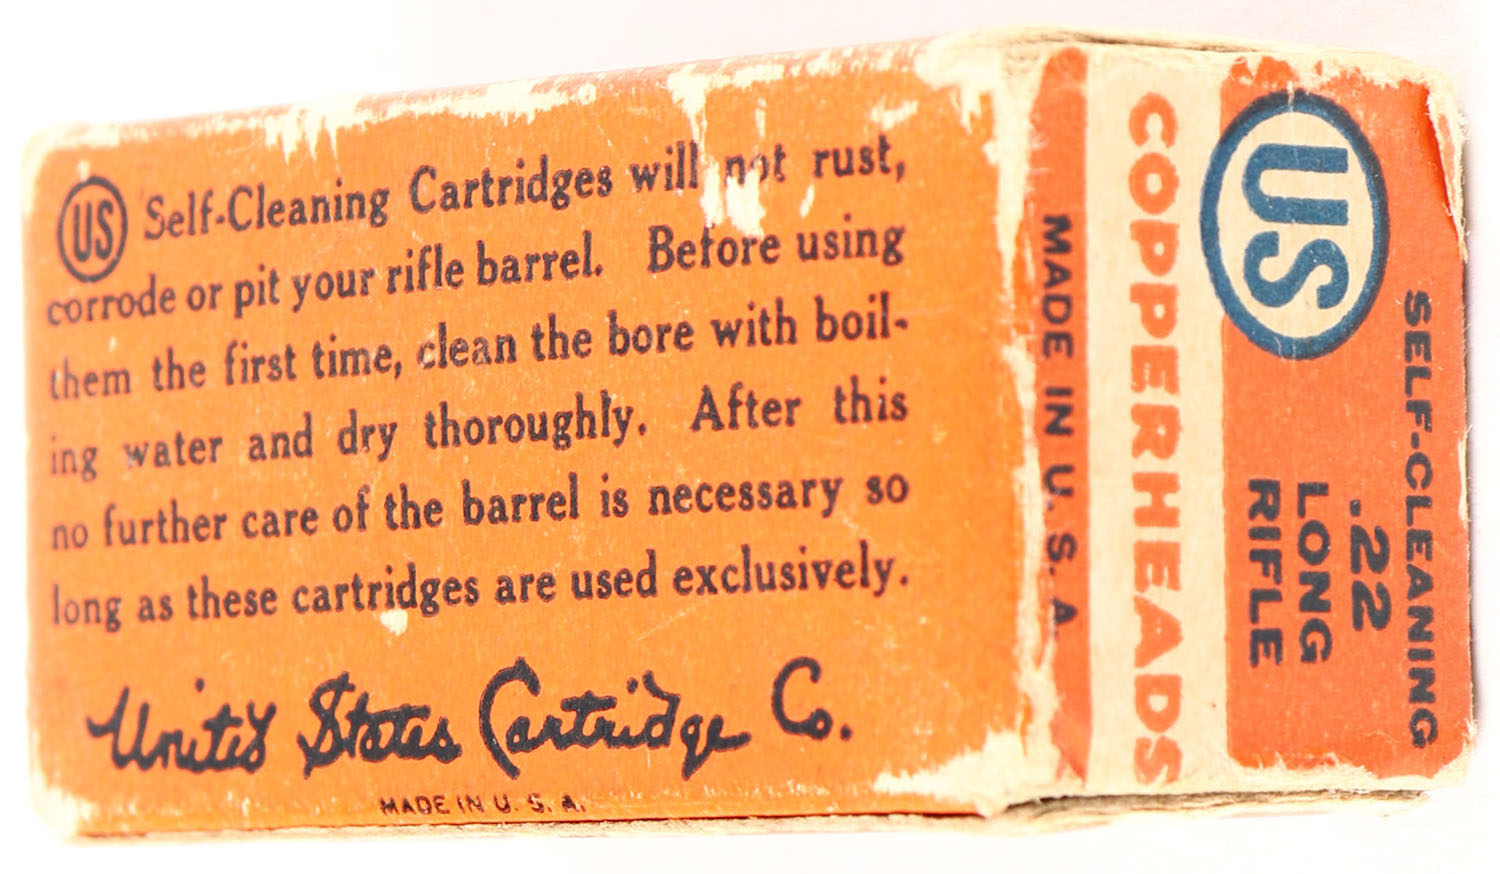 US Self-Cleaning Cartridges will not rust,
corrode or pit your rifle barrel. Before using
them the first time, clean the bore with boil-
ing water and dry thoroughly. After this
no further care of the barrel is necessary so
long as these cartridges are used exclusively.
United States Cartridge Co.
MADE IN U. S. A.
SELF-CLEANING
US
.22
LONG
RIFLE
COPPERHEADS
MADE IN U. S. A.